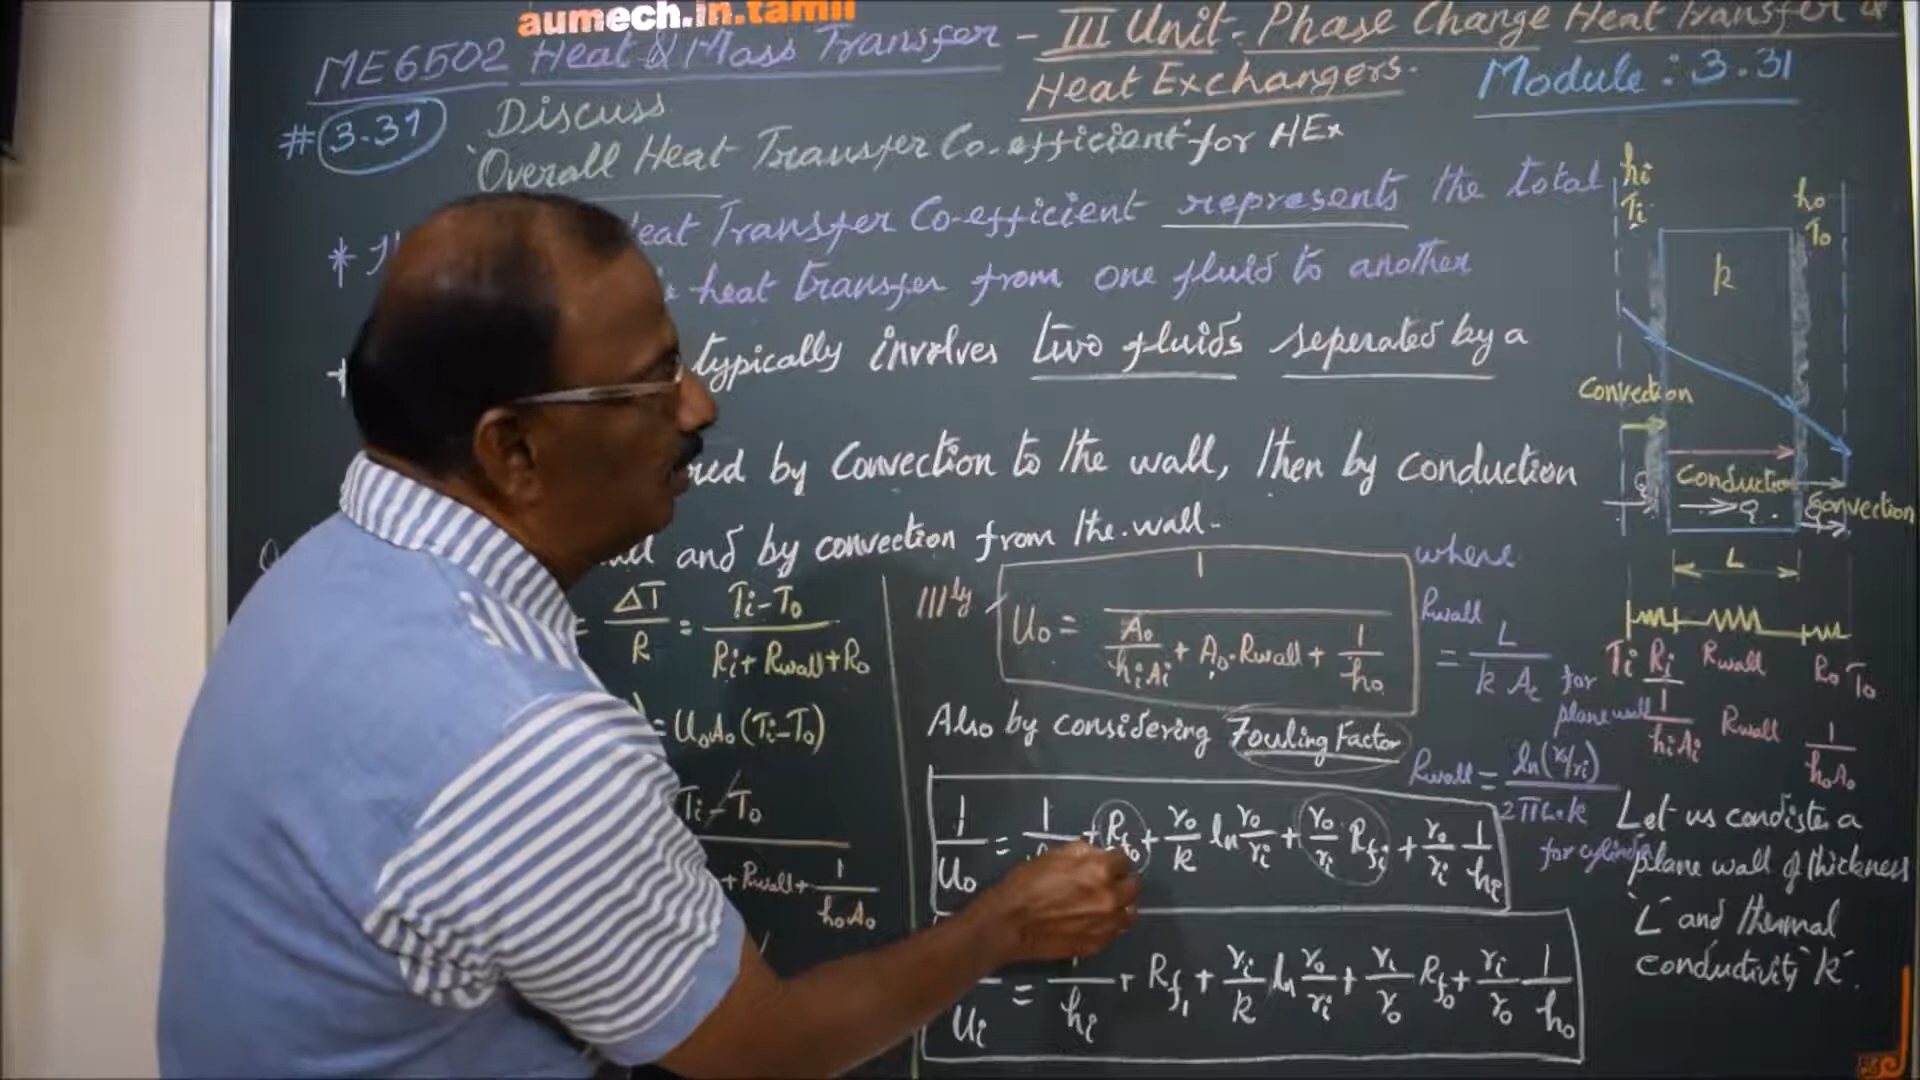 aumech.in.tamil
ME6502 Heat & Mass Transfer - III Unit - Phase Change Heat Transfer &
Heat Exchangers.
Module : 3.31
# 3.31
Discuss
"Overall Heat Transfer Co-efficient" for HEx
* Heat Transfer Co-efficient represents the total
heat transfer from one fluid to another
typically involves two fluids seperated by a
by Convection to the wall, then by conduction
and by convection from the wall.
= ΔT/R = Ti-To/Ri+Rwall+Ro
= UoAo (Ti-To)
Ti-To
+ Rwall + 1/hoAo
IIIly Uo = 1/(Ao/hiAi + Ao.Rwall + 1/ho)
Also by considering Fouling Factor
1/Uo = 1/ + Rfo + ro/k ln ro/ri + ro/ri Rfi + ro/ri 1/hi
Ui = 1/hi + Rfi + ri/k ln ro/ri + ri/ro Rfo + ri/ro 1/ho
where
Rwall
= L/k Ac for
plane wall
Rwall = ln(ro/ri)/2πL.k
for cylinder
hi
Ti
ho
To
k
Convection
Conduction
Q
Convection
L
Ti Ri Rwall Ro To
1/hiAi Rwall 1/hoAo
Let us condister a
plane wall of thickness
"L" and thermal
conductivity "k".